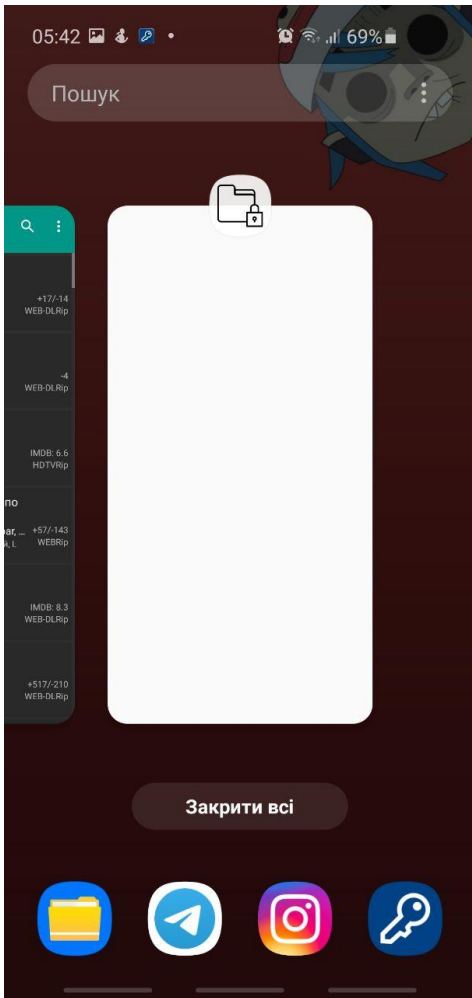 05:42
69%
Пошук
+17/-14
WEB-DLRip
-4
WEB-DLRip
IMDB: 6.6
HDTVRip
по
par, ... +57/-143
й, І. WEBRip
IMDB: 8.3
WEB-DLRip
+517/-210
WEB-DLRip
Закрити всі